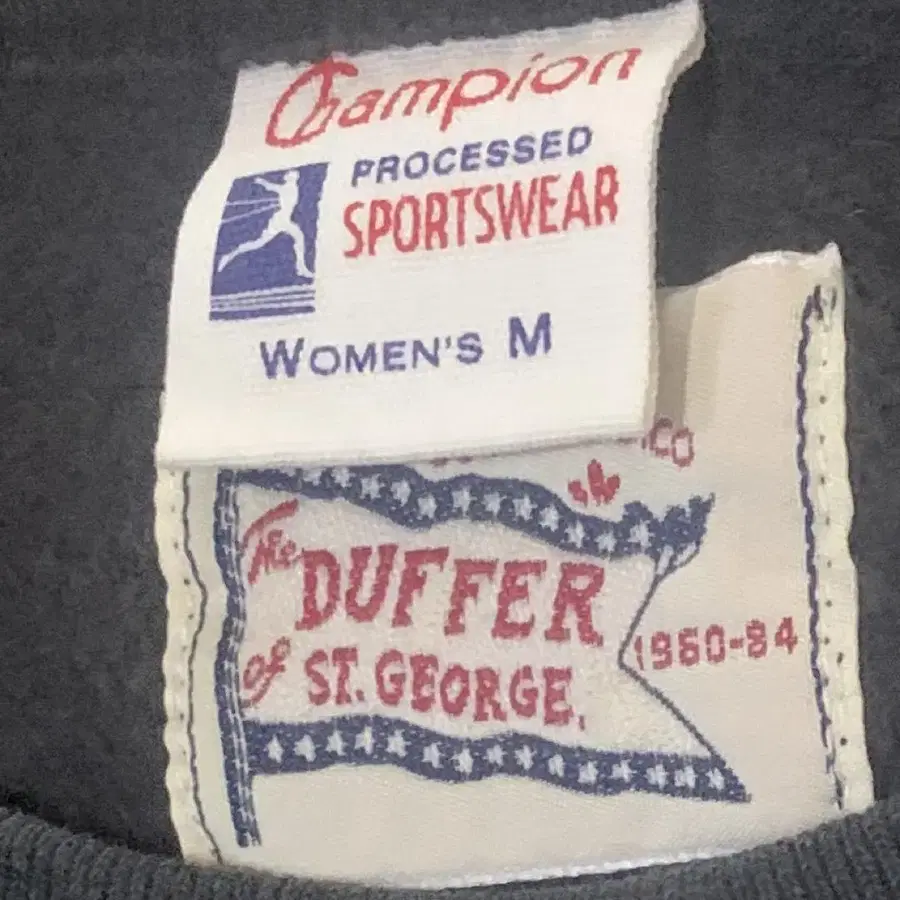 Champion
PROCESSED
SPORTSWEAR
WOMEN'S M
The DUFFER
of ST. GEORGE.
1960-84